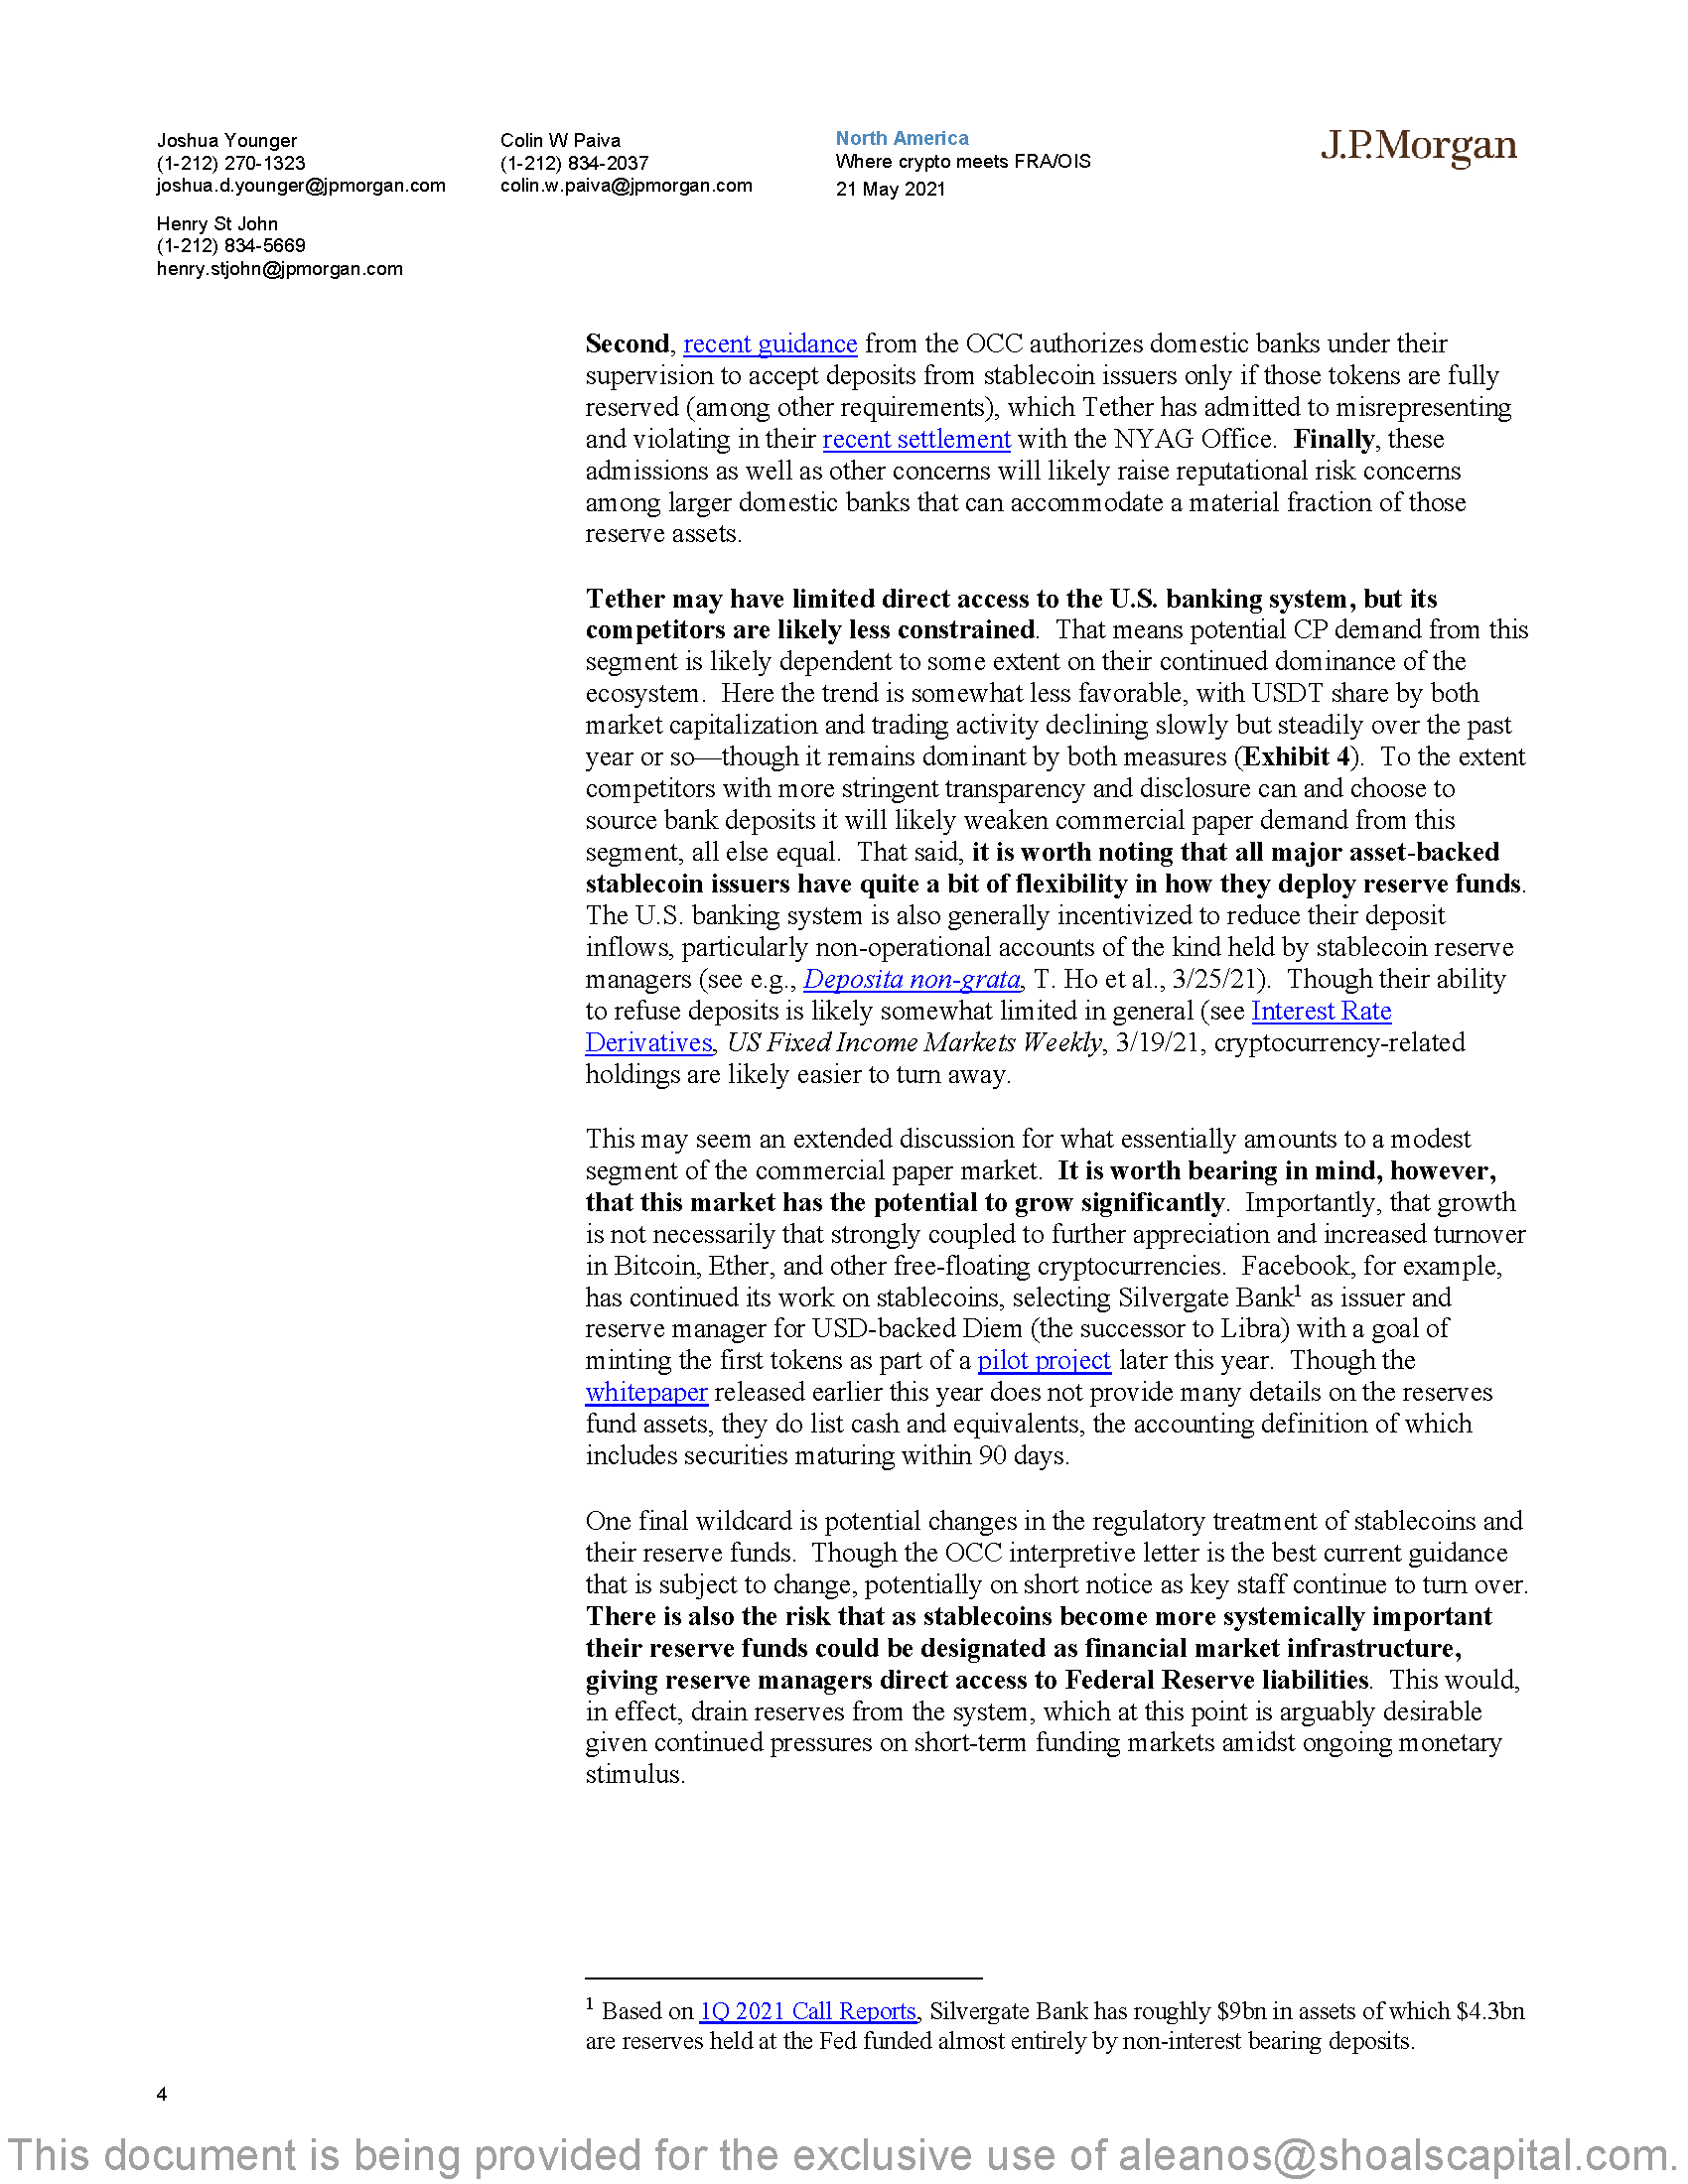 Joshua Younger
(1-212) 270-1323
joshua.d.younger@jpmorgan.com
Henry St John
(1-212) 834-5669
henry.stjohn@jpmorgan.com
Colin W Paiva
(1-212) 834-2037
colin.w.paiva@jpmorgan.com
North America
Where crypto meets FRA/OIS
21 May 2021
J.P.Morgan
Second, recent guidance from the OCC authorizes domestic banks under their
supervision to accept deposits from stablecoin issuers only if those tokens are fully
reserved (among other requirements), which Tether has admitted to misrepresenting
and violating in their recent settlement with the NYAG Office. Finally, these
admissions as well as other concerns will likely raise reputational risk concerns
among larger domestic banks that can accommodate a material fraction of those
reserve assets.
Tether may have limited direct access to the U.S. banking system, but its
competitors are likely less constrained. That means potential CP demand from this
segment is likely dependent to some extent on their continued dominance of the
ecosystem. Here the trend is somewhat less favorable, with USDT share by both
market capitalization and trading activity declining slowly but steadily over the past
year or so—though it remains dominant by both measures (Exhibit 4). To the extent
competitors with more stringent transparency and disclosure can and choose to
source bank deposits it will likely weaken commercial paper demand from this
segment, all else equal. That said, it is worth noting that all major asset-backed
stablecoin issuers have quite a bit of flexibility in how they deploy reserve funds.
The U.S. banking system is also generally incentivized to reduce their deposit
inflows, particularly non-operational accounts of the kind held by stablecoin reserve
managers (see e.g., Deposita non-grata, T. Ho et al., 3/25/21). Though their ability
to refuse deposits is likely somewhat limited in general (see Interest Rate
Derivatives, US Fixed Income Markets Weekly, 3/19/21, cryptocurrency-related
holdings are likely easier to turn away.
This may seem an extended discussion for what essentially amounts to a modest
segment of the commercial paper market. It is worth bearing in mind, however,
that this market has the potential to grow significantly. Importantly, that growth
is not necessarily that strongly coupled to further appreciation and increased turnover
in Bitcoin, Ether, and other free-floating cryptocurrencies. Facebook, for example,
has continued its work on stablecoins, selecting Silvergate Bank¹ as issuer and
reserve manager for USD-backed Diem (the successor to Libra) with a goal of
minting the first tokens as part of a pilot project later this year. Though the
whitepaper released earlier this year does not provide many details on the reserves
fund assets, they do list cash and equivalents, the accounting definition of which
includes securities maturing within 90 days.
One final wildcard is potential changes in the regulatory treatment of stablecoins and
their reserve funds. Though the OCC interpretive letter is the best current guidance
that is subject to change, potentially on short notice as key staff continue to turn over.
There is also the risk that as stablecoins become more systemically important
their reserve funds could be designated as financial market infrastructure,
giving reserve managers direct access to Federal Reserve liabilities. This would,
in effect, drain reserves from the system, which at this point is arguably desirable
given continued pressures on short-term funding markets amidst ongoing monetary
stimulus.
¹ Based on 1Q 2021 Call Reports, Silvergate Bank has roughly $9bn in assets of which $4.3bn
are reserves held at the Fed funded almost entirely by non-interest bearing deposits.
4
This document is being provided for the exclusive use of aleanos@shoalscapital.com.